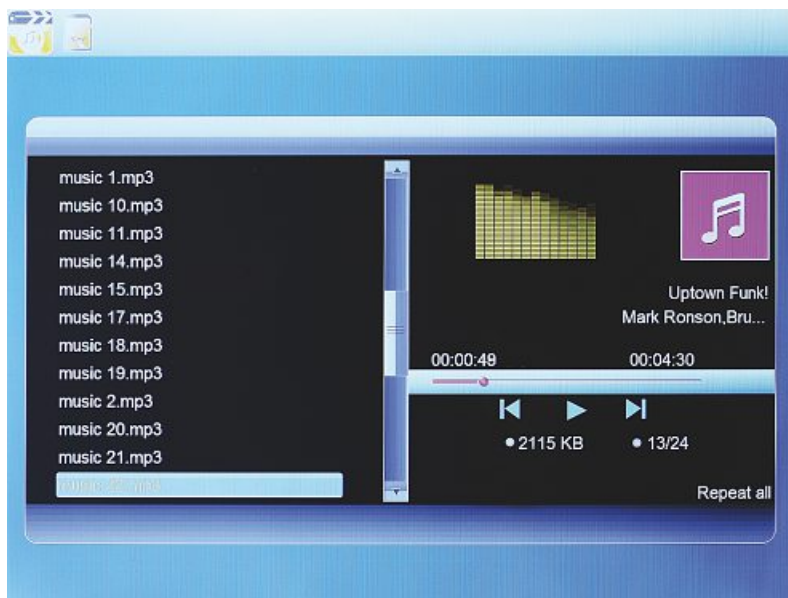 music 1.mp3
music 10.mp3
music 11.mp3
music 14.mp3
music 15.mp3
music 17.mp3
music 18.mp3
music 19.mp3
music 2.mp3
music 20.mp3
music 21.mp3
Uptown Funk!
Mark Ronson,Bru...
00:00:49 00:04:30
2115 KB 13/24
Repeat all